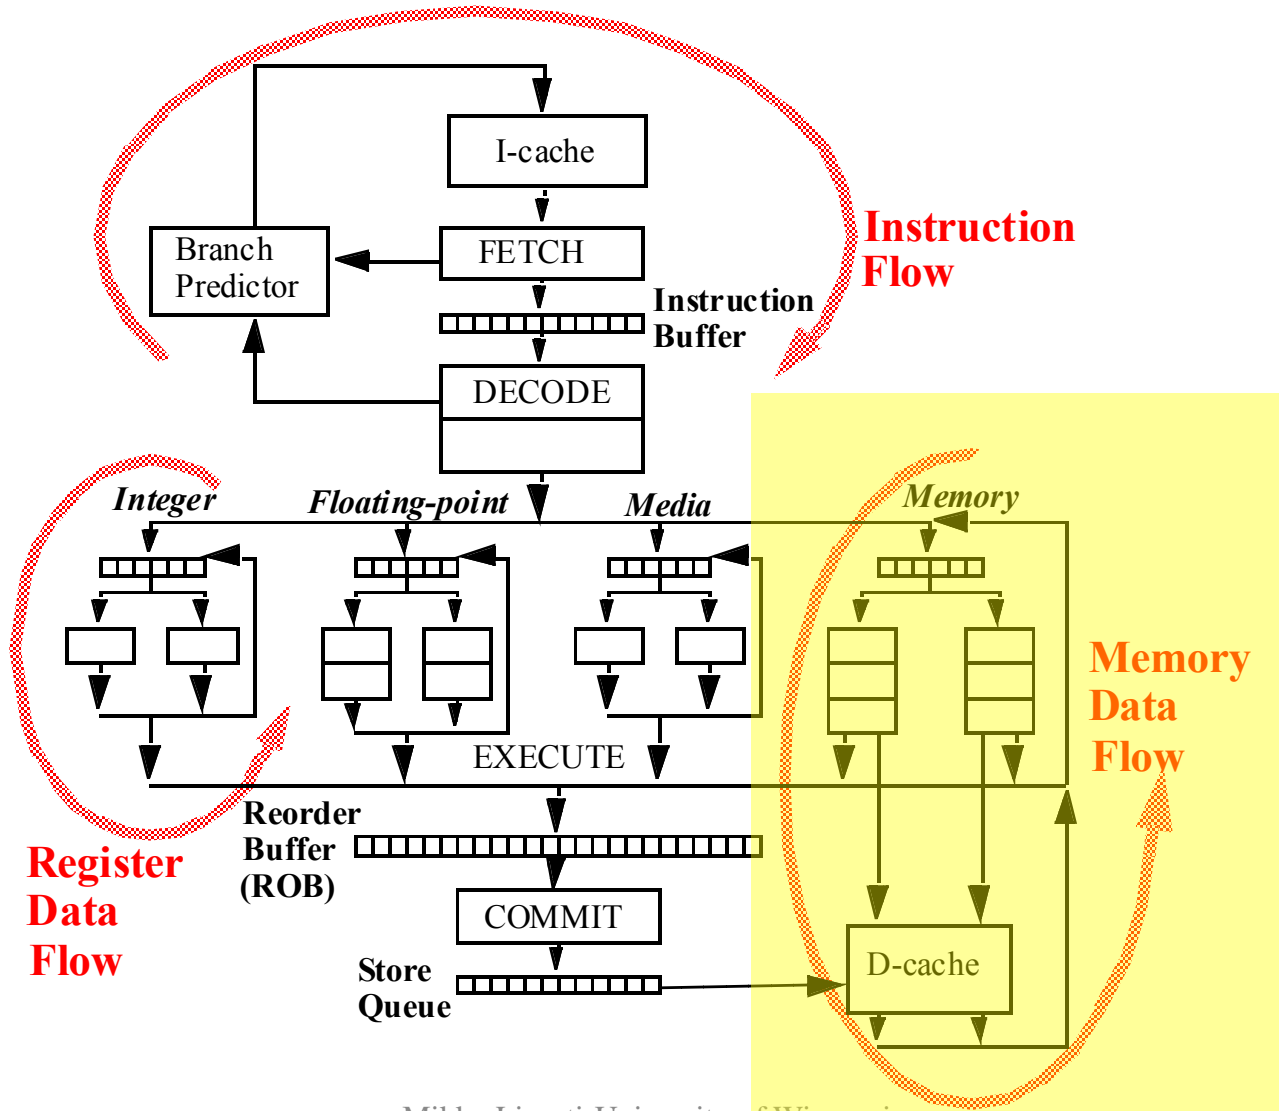 I-cache
Instruction
Flow
Branch
Predictor
FETCH
Instruction
Buffer
DECODE
Integer
Floating-point
Media
Memory
Memory
Data
Flow
EXECUTE
Reorder
Buffer
(ROB)
Register
Data
Flow
COMMIT
D-cache
Store
Queue